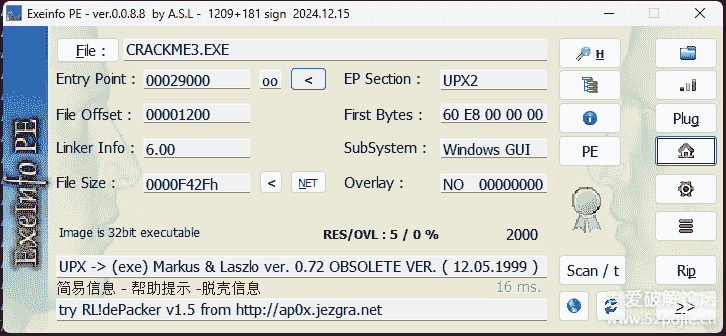 Exeinfo PE - ver.0.0.8.8 by A.S.L - 1209+181 sign 2024.12.15
Exeinfo PE
File : CRACKME3.EXE H
Entry Point : 00029000 oo < EP Section : UPX2
File Offset : 00001200 First Bytes : 60 E8 00 00 00 Plug
Linker Info : 6.00 SubSystem : Windows GUI PE
File Size : 0000F42Fh < NET Overlay : NO 00000000
Image is 32bit executable RES/OVL : 5 / 0 % 2000
UPX -> (exe) Markus & Laszlo ver. 0.72 OBSOLETE VER. ( 12.05.1999 ) Scan / t Rip
简易信息 - 帮助提示 -脱壳信息 16 ms.
try RL!dePacker v1.5 from http://ap0x.jezgra.net >>
吾爱破解论坛
www.52pojie.cn